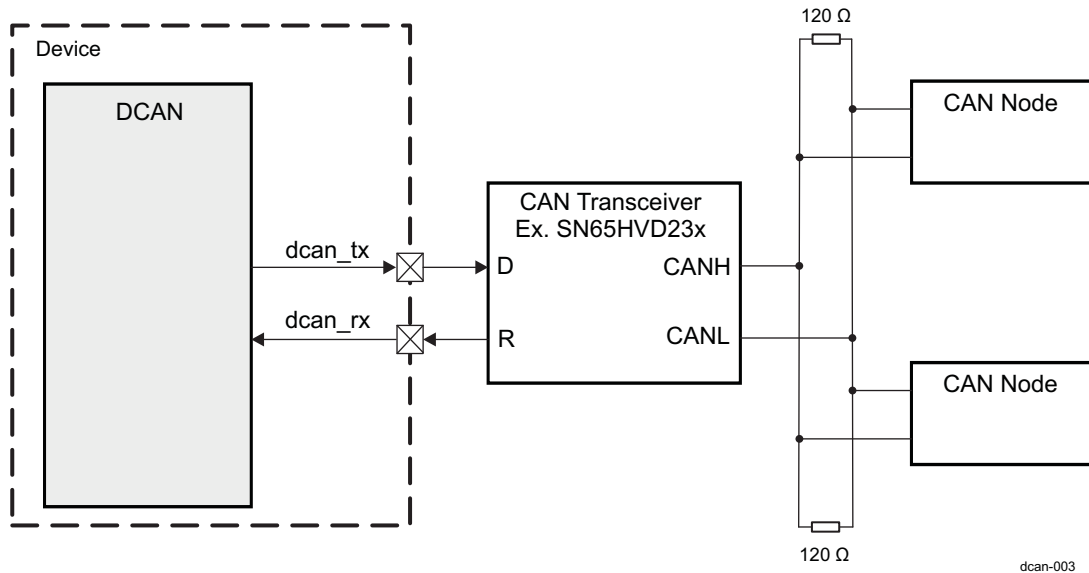 120 Ω
Device
DCAN
CAN Node
CAN Transceiver
Ex. SN65HVD23x
dcan_tx
D
CANH
dcan_rx
R
CANL
CAN Node
120 Ω
dcan-003